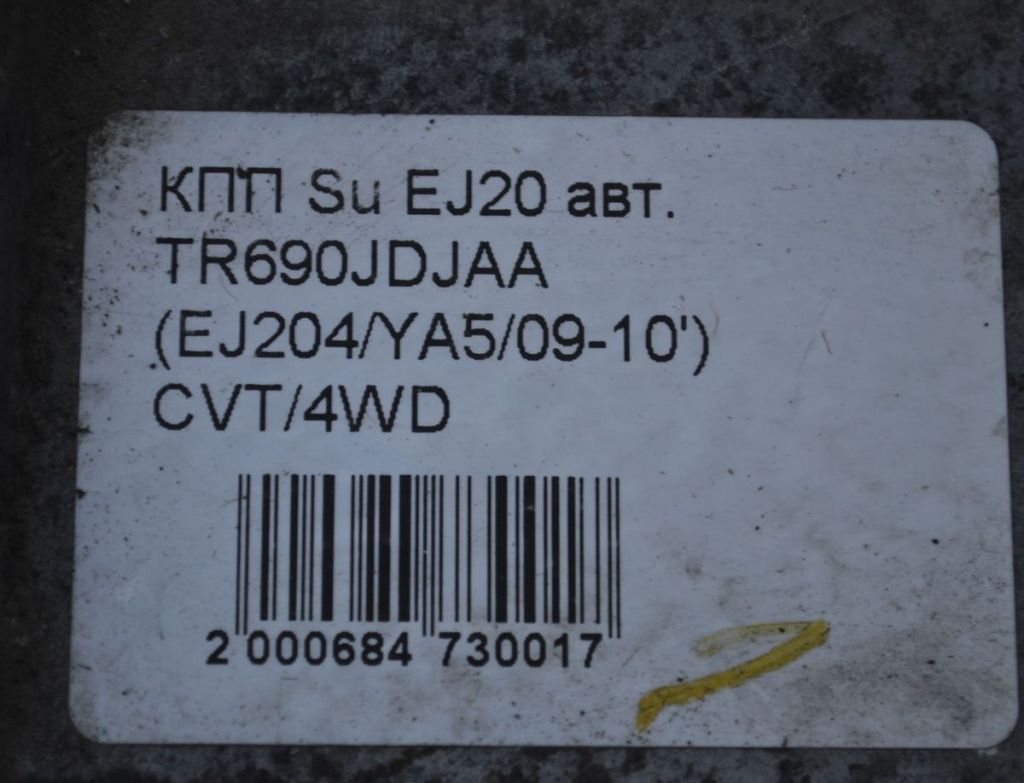 КПП Su EJ20 авт.
TR690JDJAA
(EJ204/YA5/09-10')
CVT/4WD
2 000684 730017